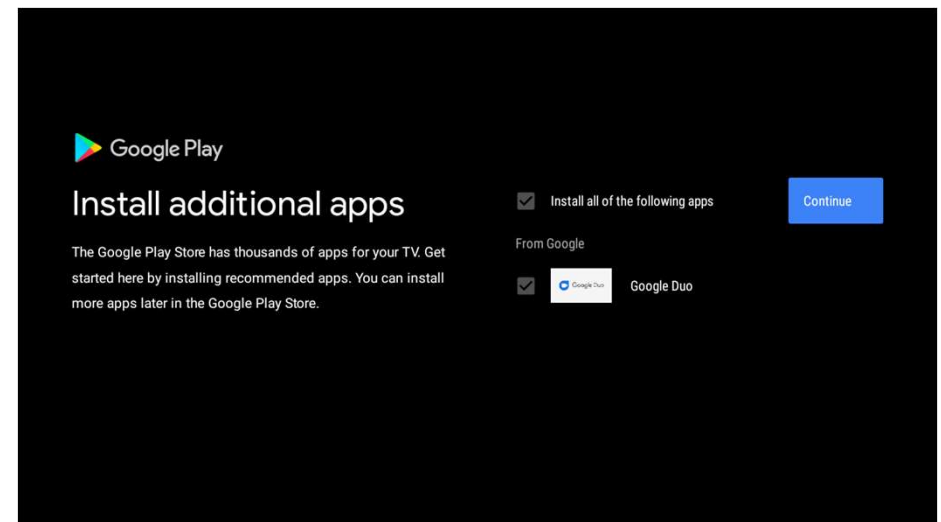 Google Play
Install additional apps
The Google Play Store has thousands of apps for your TV. Get
started here by installing recommended apps. You can install
more apps later in the Google Play Store.
Install all of the following apps
Continue
From Google
Google Duo
Google Duo